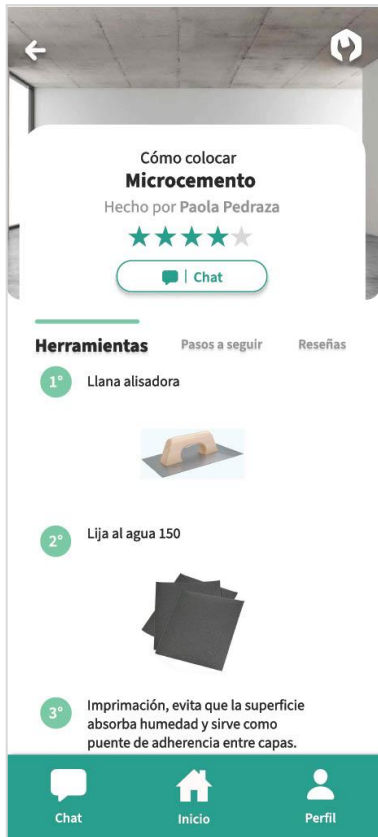 Cómo colocar
Microcemento
Hecho por Paola Pedraza
Chat
Herramientas Pasos a seguir Reseñas
1° Llana alisadora
2° Lija al agua 150
3° Imprimación, evita que la superficie
absorba humedad y sirve como
puente de adherencia entre capas.
Chat Inicio Perfil